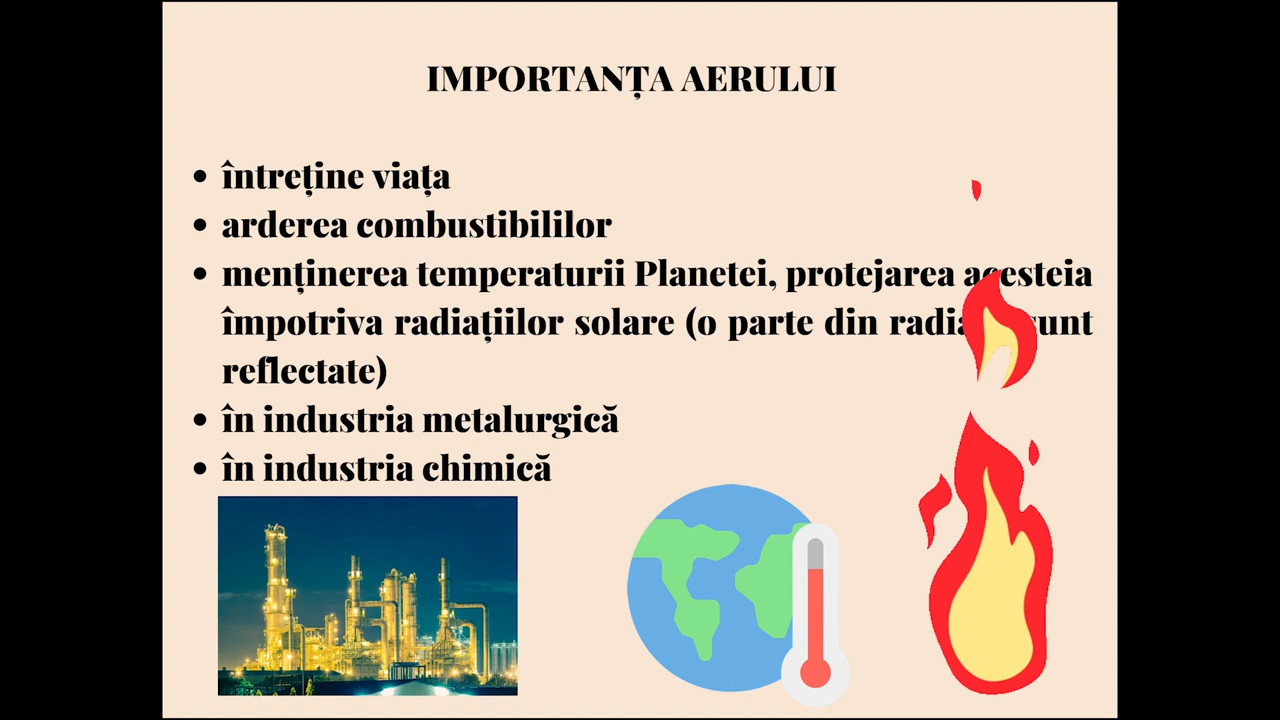 IMPORTANȚA AERULUI
• întreține viața
• arderea combustibililor
• menținerea temperaturii Planetei, protejarea acesteia
împotriva radiațiilor solare (o parte din sunt
reflectate)
• în industria metalurgică
• în industria chimică